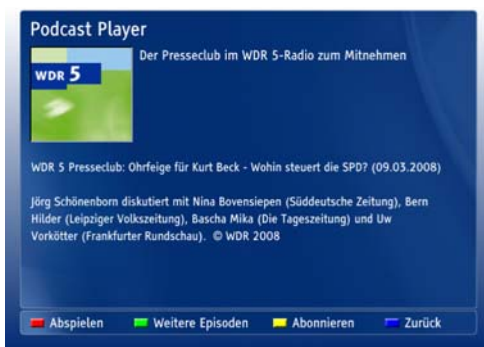 Podcast Player
Der Presseclub im WDR 5-Radio zum Mitnehmen
WDR 5
WDR 5 Presseclub: Ohrfeige für Kurt Beck - Wohin steuert die SPD? (09.03.2008)
Jörg Schönenborn diskutiert mit Nina Bovensiepen (Süddeutsche Zeitung), Bern
Hilder (Leipziger Volkszeitung), Bascha Mika (Die Tageszeitung) und Uw
Vorkötter (Frankfurter Rundschau). © WDR 2008
Abspielen Weitere Episoden Abonnieren Zurück